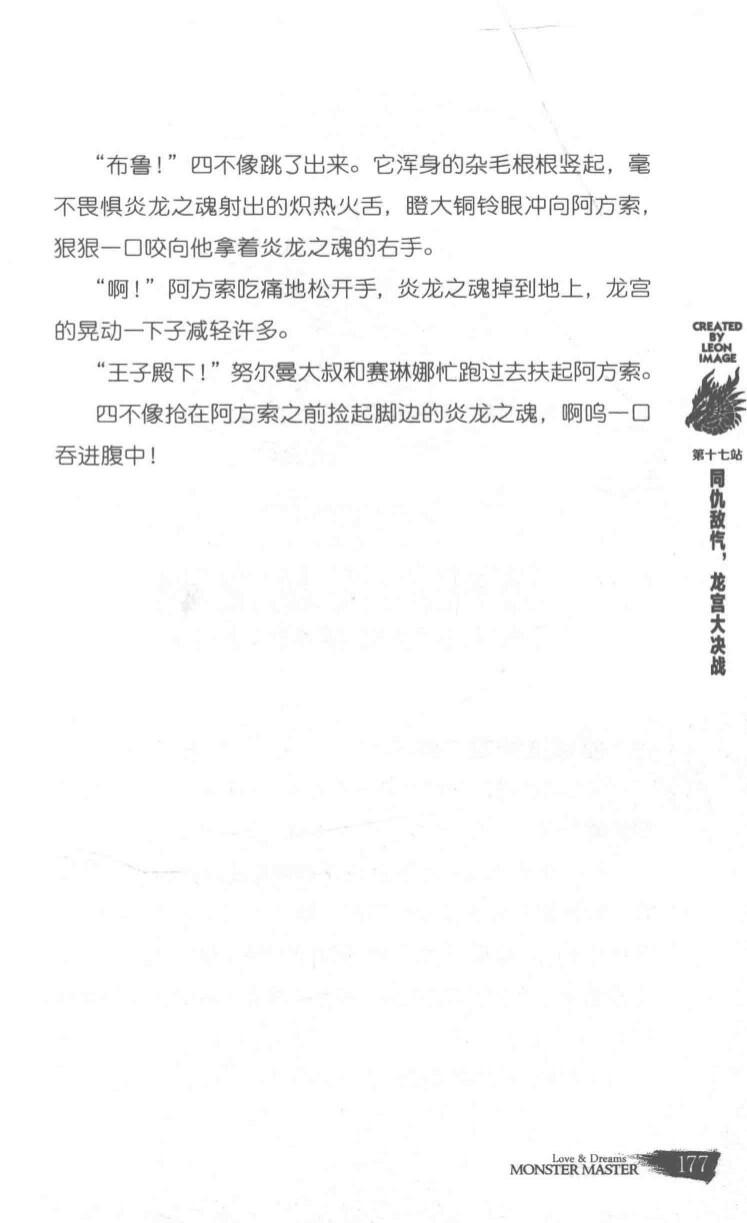 “布鲁！”四不像跳了出来。它浑身的杂毛根根竖起，毫
不畏惧炎龙之魂射出的炽热火舌，瞪大铜铃眼冲向阿方索，
狠狠一口咬向他拿着炎龙之魂的右手。
“啊！”阿方索吃痛地松开手，炎龙之魂掉到地上，龙宫
的晃动一下子减轻许多。
“王子殿下！”努尔曼大叔和赛琳娜忙跑过去扶起阿方索。
四不像抢在阿方索之前捡起脚边的炎龙之魂，啊呜一口
吞进腹中！
CREATED
BY
LEON
IMAGE
第十七站
同仇敌忾，龙宫大决战
Love & Dreams
MONSTER MASTER
177